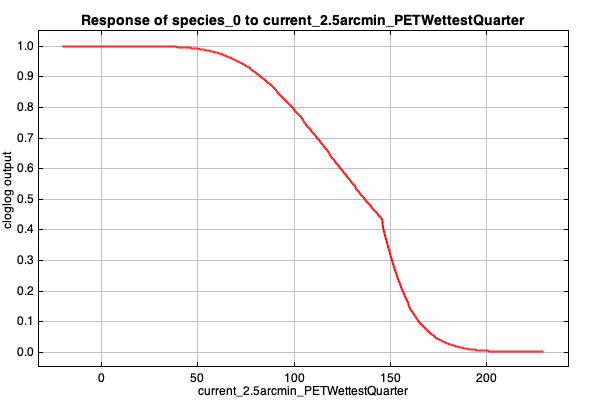 Response of species_0 to current_2.5arcmin_PETWettestQuarter
1.0
0.9
0.8
0.7
0.6
0.5
0.4
0.3
0.2
0.1
0.0
cloglog output
0 50 100 150 200
current_2.5arcmin_PETWettestQuarter